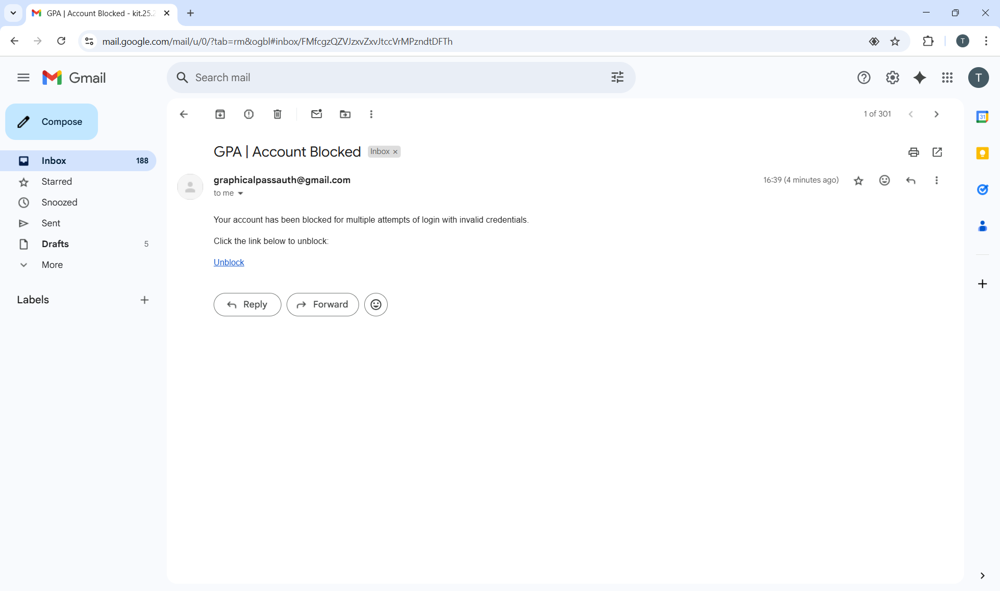 GPA | Account Blocked - kit.25.2
mail.google.com/mail/u/0/?tab=rm&ogbl#inbox/FMfcgzQZVJzxvZxvJtccVrMPzndtDFTh
T
Gmail
Search mail
T
Compose
1 of 301
31
GPA | Account Blocked
Inbox ×
Inbox
188
Starred
Snoozed
Sent
Drafts
5
More
Labels
graphicalpassauth@gmail.com
16:39 (4 minutes ago)
to me
Your account has been blocked for multiple attempts of login with invalid credentials.
Click the link below to unblock:
Unblock
Reply
Forward